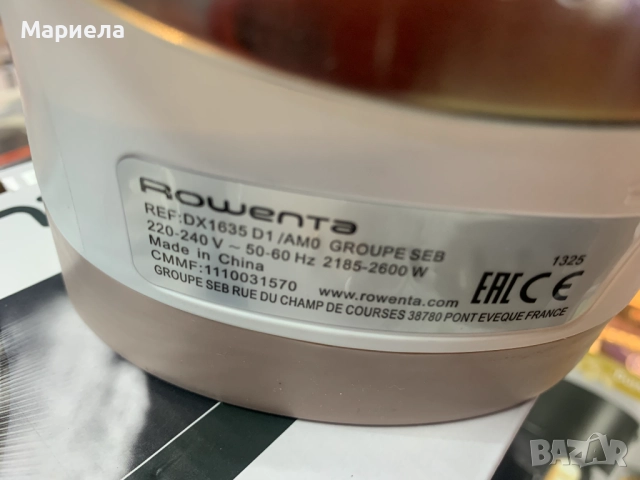 Мариела
ROWENTA
REF:DX1635 D1/AM0 GROUPE SEB
220-240 V ~ 50-60 Hz 2185-2600 W
Made in China
CMMF:1110031570 www.rowenta.com
GROUPE SEB RUE DU CHAMP DE COURSES 38780 PONT EVEQUE FRANCE
1325
EAC CE
BAZAR